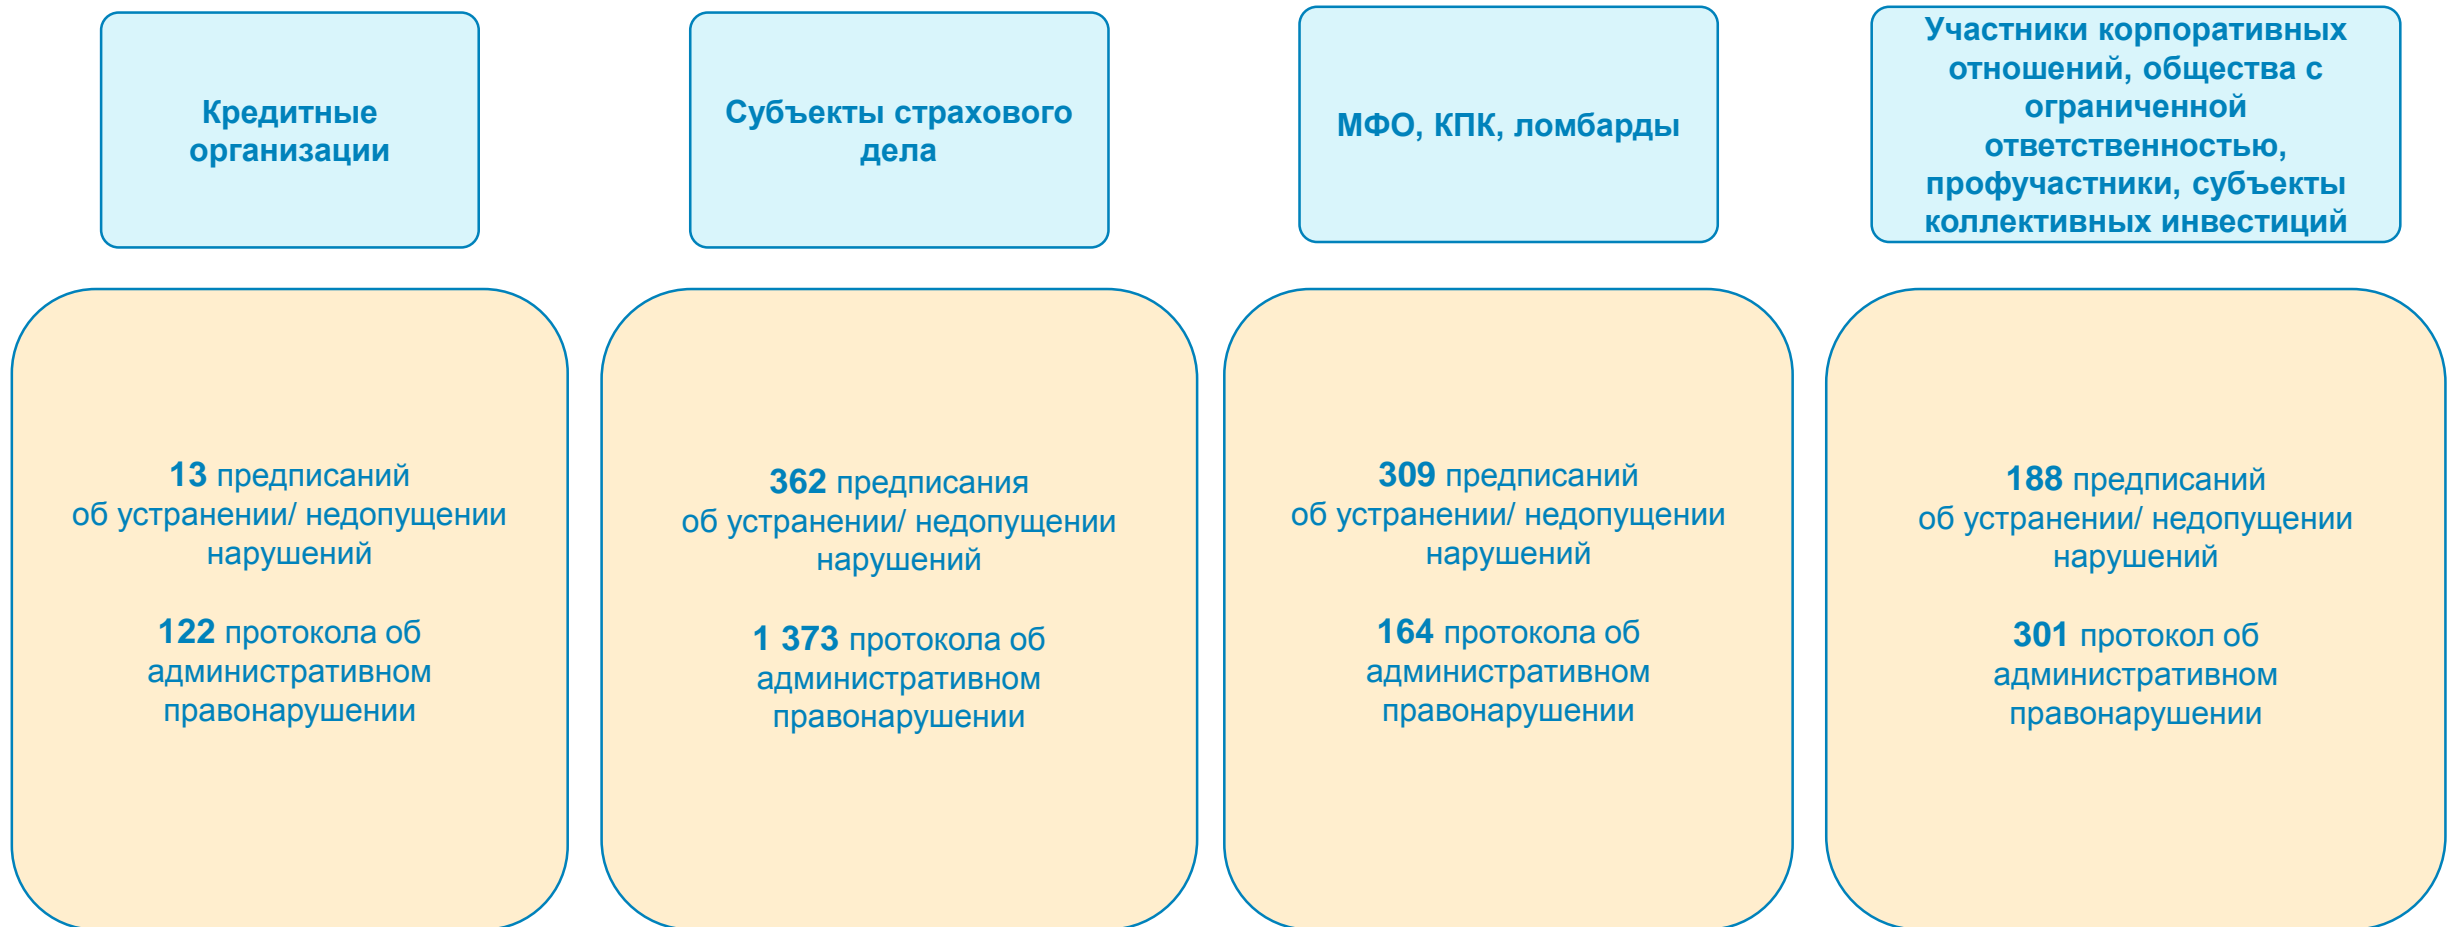 Кредитные
организации
Субъекты страхового
дела
МФО, КПК, ломбарды
Участники корпоративных
отношений, общества с
ограниченной
ответственностью,
профучастники, субъекты
коллективных инвестиций
13 предписаний
об устранении/ недопущении
нарушений
122 протокола об
административном
правонарушении
362 предписания
об устранении/ недопущении
нарушений
1 373 протокола об
административном
правонарушении
309 предписаний
об устранении/ недопущении
нарушений
164 протокола об
административном
правонарушении
188 предписаний
об устранении/ недопущении
нарушений
301 протокол об
административном
правонарушении